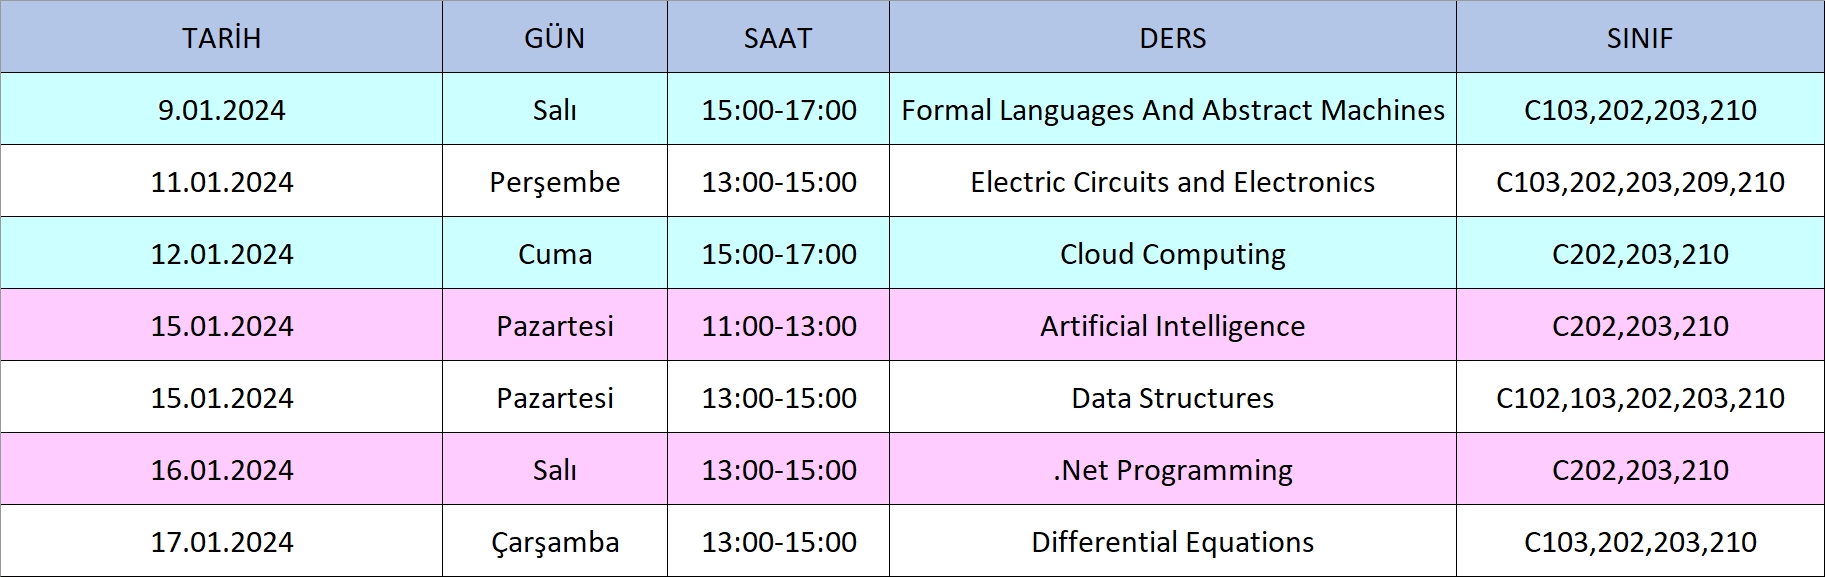 TARİH GÜN SAAT DERS SINIF
9.01.2024 Salı 15:00-17:00 Formal Languages And Abstract Machines C103,202,203,210
11.01.2024 Perşembe 13:00-15:00 Electric Circuits and Electronics C103,202,203,209,210
12.01.2024 Cuma 15:00-17:00 Cloud Computing C202,203,210
15.01.2024 Pazartesi 11:00-13:00 Artificial Intelligence C202,203,210
15.01.2024 Pazartesi 13:00-15:00 Data Structures C102,103,202,203,210
16.01.2024 Salı 13:00-15:00 .Net Programming C202,203,210
17.01.2024 Çarşamba 13:00-15:00 Differential Equations C103,202,203,210